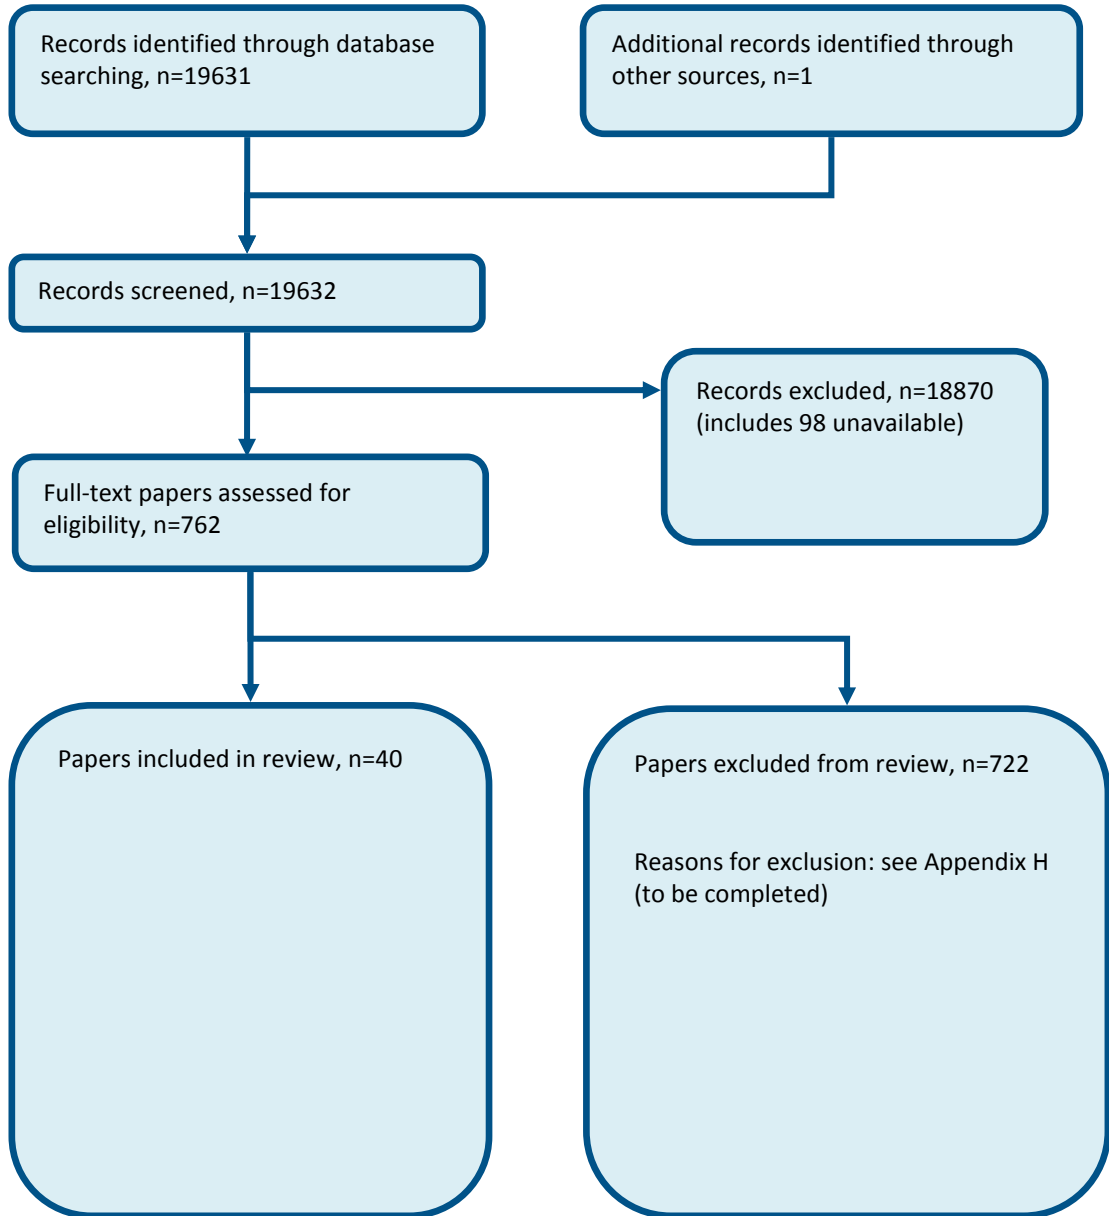 Records identified through database
searching, n=19631
Additional records identified through
other sources, n=1
Records screened, n=19632
Records excluded, n=18870
(includes 98 unavailable)
Full-text papers assessed for
eligibility, n=762
Papers included in review, n=40
Papers excluded from review, n=722
Reasons for exclusion: see Appendix H
(to be completed)